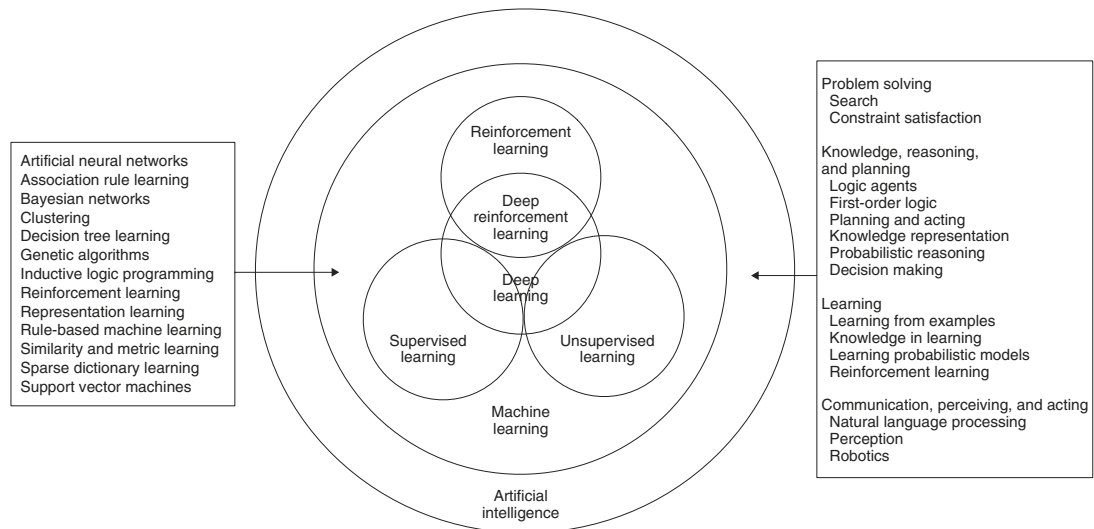 Artificial neural networks
Association rule learning
Bayesian networks
Clustering
Decision tree learning
Genetic algorithms
Inductive logic programming
Reinforcement learning
Representation learning
Rule-based machine learning
Similarity and metric learning
Sparse dictionary learning
Support vector machines
Reinforcement
learning
Deep
reinforcement
learning
Deep
learning
Supervised
learning
Unsupervised
learning
Machine
learning
Artificial
intelligence
Problem solving
Search
Constraint satisfaction
Knowledge, reasoning,
and planning
Logic agents
First-order logic
Planning and acting
Knowledge representation
Probabilistic reasoning
Decision making
Learning
Learning from examples
Knowledge in learning
Learning probabilistic models
Reinforcement learning
Communication, perceiving, and acting
Natural language processing
Perception
Robotics